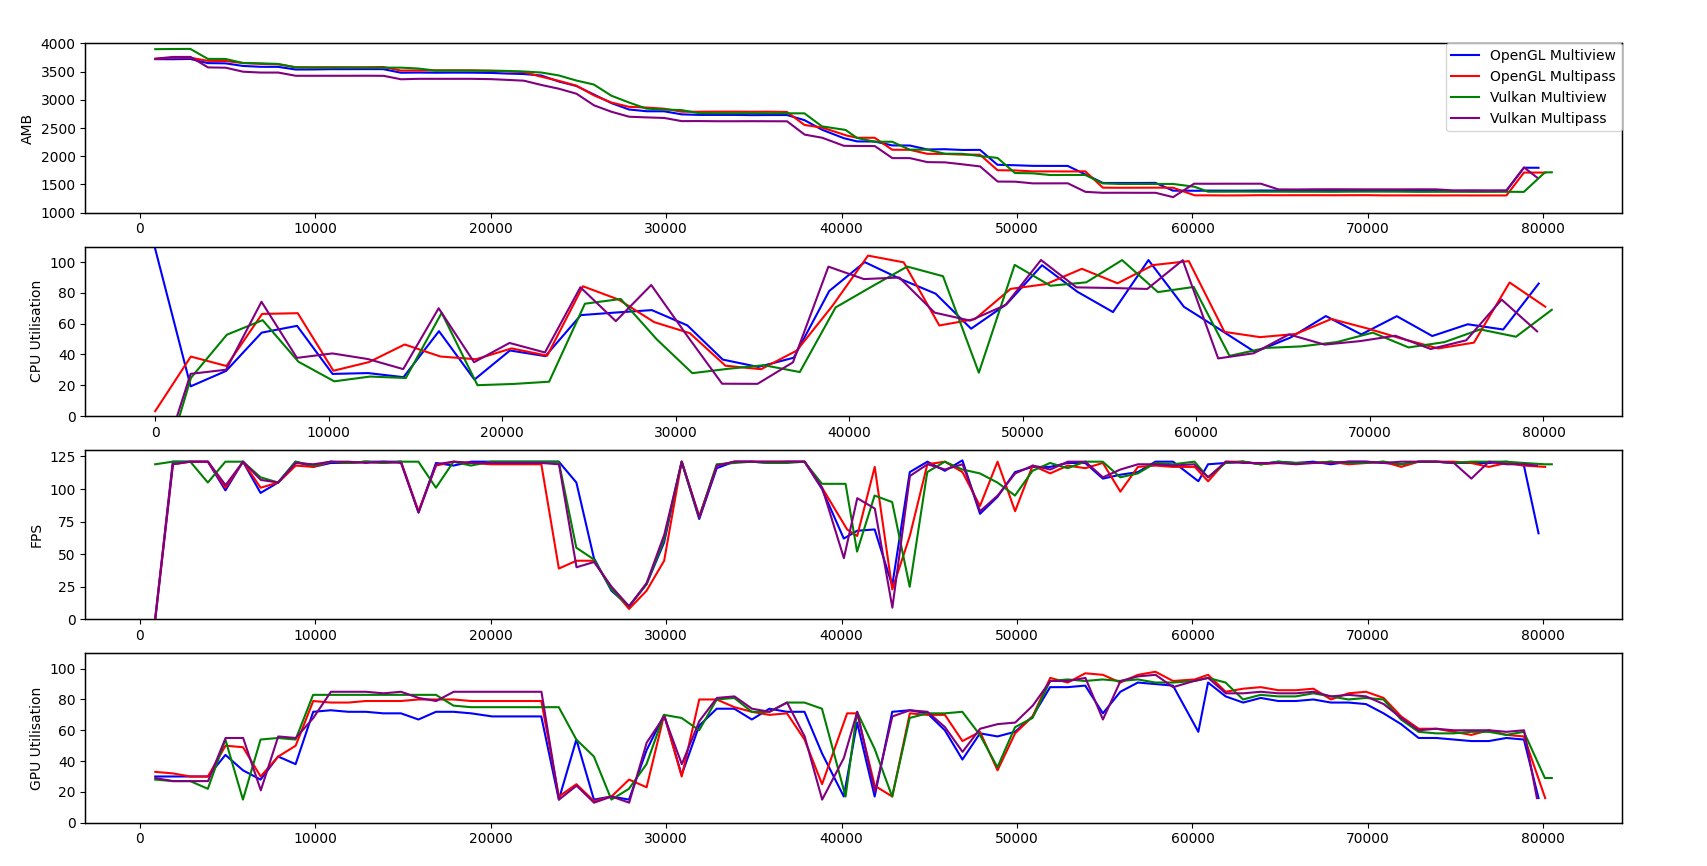 4000
3500
3000
2500
2000
1500
1000
AMB
OpenGL Multiview
OpenGL Multipass
Vulkan Multiview
Vulkan Multipass
0 10000 20000 30000 40000 50000 60000 70000 80000
100
80
60
40
20
0
CPU Utilisation
0 10000 20000 30000 40000 50000 60000 70000 80000
125
100
75
50
25
0
FPS
0 10000 20000 30000 40000 50000 60000 70000 80000
100
80
60
40
20
0
GPU Utilisation
0 10000 20000 30000 40000 50000 60000 70000 80000